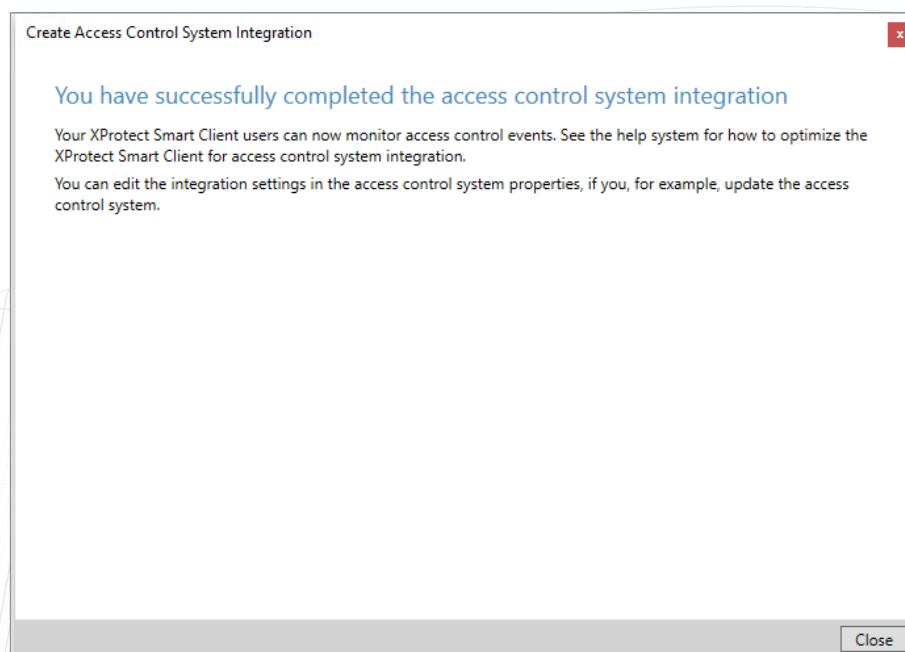 Create Access Control System Integration
x
You have successfully completed the access control system integration
Your XProtect Smart Client users can now monitor access control events. See the help system for how to optimize the
XProtect Smart Client for access control system integration.
You can edit the integration settings in the access control system properties, if you, for example, update the access
control system.
Close